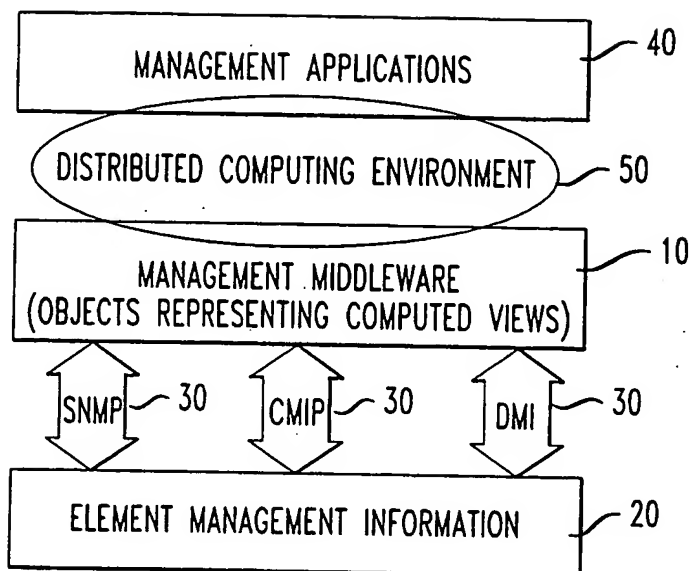 MANAGEMENT APPLICATIONS 40
DISTRIBUTED COMPUTING ENVIRONMENT 50
10
MANAGEMENT MIDDLEWARE
(OBJECTS REPRESENTING COMPUTED VIEWS)
SNMP 30 CMIP 30 DMI 30
ELEMENT MANAGEMENT INFORMATION 20